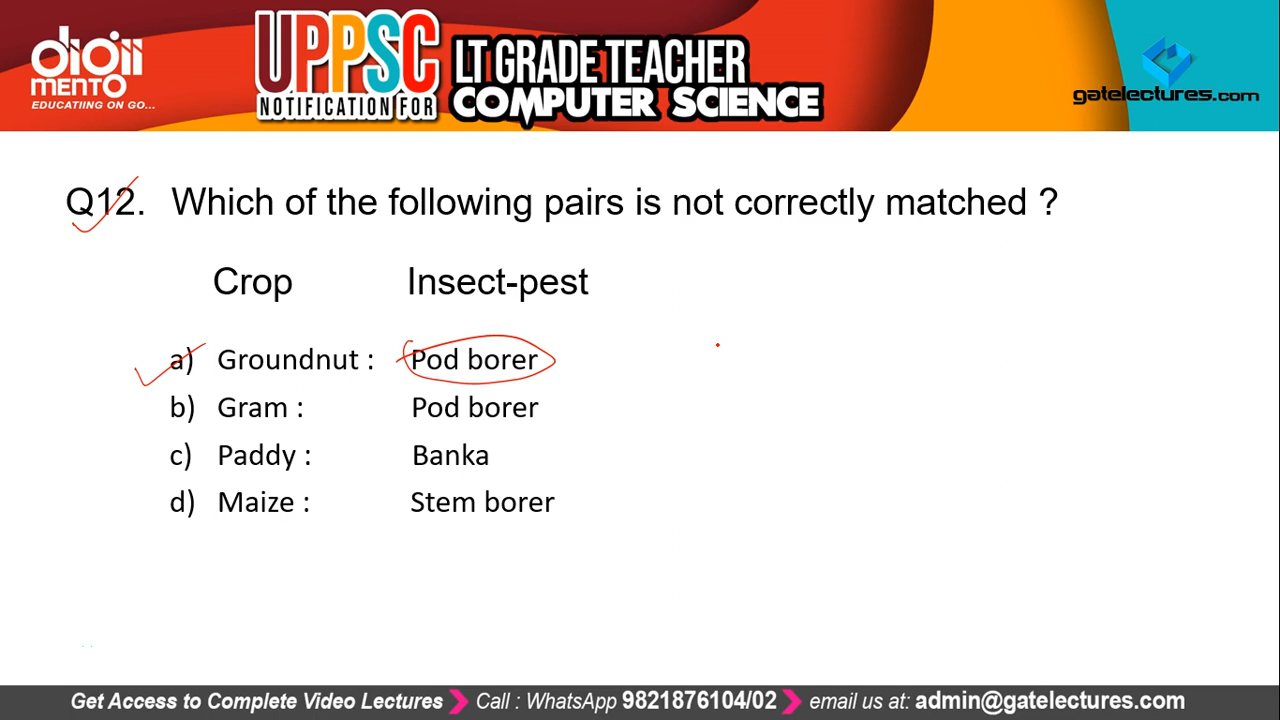 digii
MENTO
EDUCATIING ON GO...
UPPSC
NOTIFICATION FOR
LT GRADE TEACHER
COMPUTER SCIENCE
gatelectures.com
Q12. Which of the following pairs is not correctly matched ?
Crop Insect-pest
a) Groundnut : Pod borer
b) Gram : Pod borer
c) Paddy : Banka
d) Maize : Stem borer
Get Access to Complete Video Lectures Call : WhatsApp 9821876104/02 email us at: admin@gatelectures.com